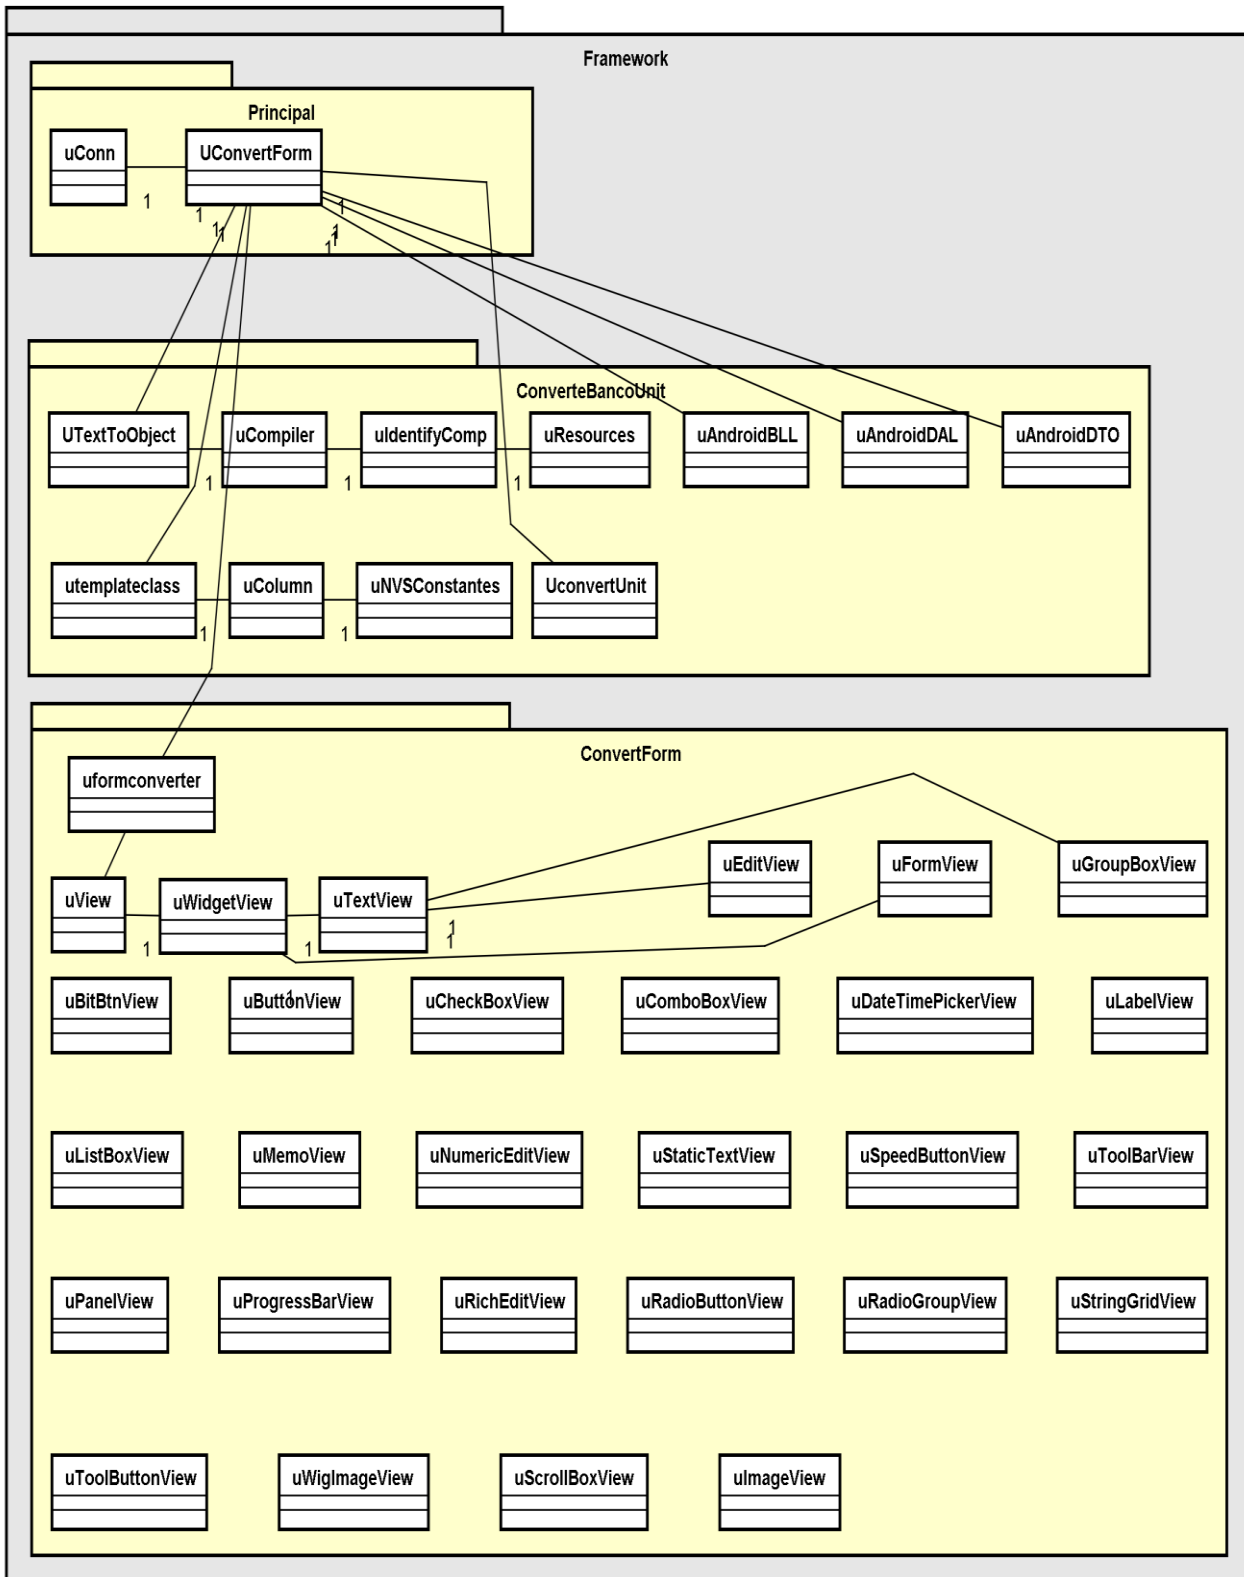 Framework
Principal
uConn UConvertForm
1 1 1 1 1 1 1 1
ConverteBancoUnit
UTextToObject uCompiler uIdentifyComp uResources uAndroidBLL uAndroidDAL uAndroidDTO
1 1 1
utemplateclass uColumn uNVSConstantes UconvertUnit
1 1
ConvertForm
uformconverter
uEditView uFormView uGroupBoxView
uView uWidgetView uTextView
1 1 1 1
uBitBtnView uButtonView uCheckBoxView uComboBoxView uDateTimePickerView uLabelView
1
uListBoxView uMemoView uNumericEditView uStaticTextView uSpeedButtonView uToolBarView
uPanelView uProgressBarView uRichEditView uRadioButtonView uRadioGroupView uStringGridView
uToolButtonView uWigImageView uScrollBoxView uImageView